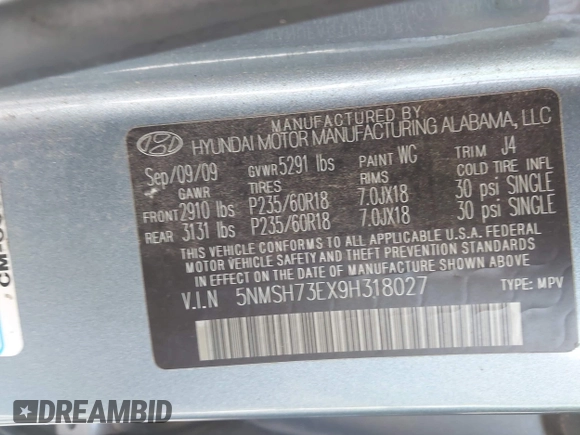 MANUFACTURED BY
HYUNDAI MOTOR MANUFACTURING ALABAMA, LLC
Sep/09/09 GVWR 5291 lbs PAINT WC TRIM J4
GAWR TIRES RIMS COLD TIRE INFL
FRONT 2910 lbs P235/60R18 7.0JX18 30 psi SINGLE
REAR 3131 lbs P235/60R18 7.0JX18 30 psi SINGLE
THIS VEHICLE CONFORMS TO ALL APPLICABLE U.S.A. FEDERAL
MOTOR VEHICLE SAFETY AND THEFT PREVENTION STANDARDS IN
EFFECT ON THE DATE OF MANUFACTURE SHOWN ABOVE.
V.I.N 5NMSH73EX9H318027
TYPE: MPV
DREAMBID